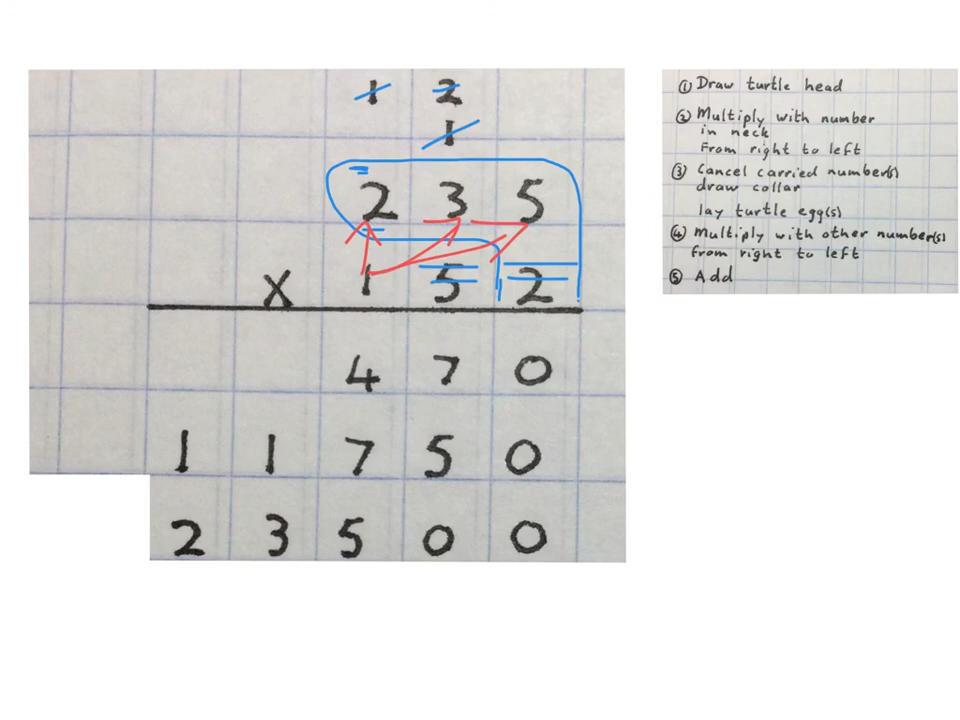 1 2
1
2 3 5
X 1 5 2
4 7 0
1 1 7 5 0
2 3 5 0 0
① Draw turtle head
② Multiply with number
in neck
From right to left
③ Cancel carried number(s)
draw collar
lay turtle egg(s)
④ Multiply with other number(s)
from right to left
⑤ Add